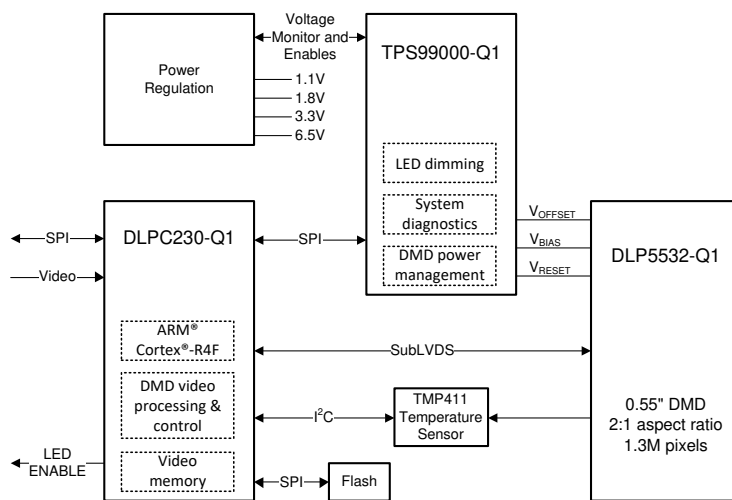 Voltage
Monitor and
Enables
TPS99000-Q1
Power
Regulation
1.1V
1.8V
3.3V
6.5V
LED dimming
System
diagnostics
DMD power
management
VOFFSET
VBIAS
VRESET
DLP5532-Q1
SPI
DLPC230-Q1
SPI
Video
ARM®
Cortex®-R4F
SubLVDS
DMD video
processing &
control
I²C
TMP411
Temperature
Sensor
0.55" DMD
2:1 aspect ratio
1.3M pixels
LED
ENABLE
Video
memory
SPI
Flash